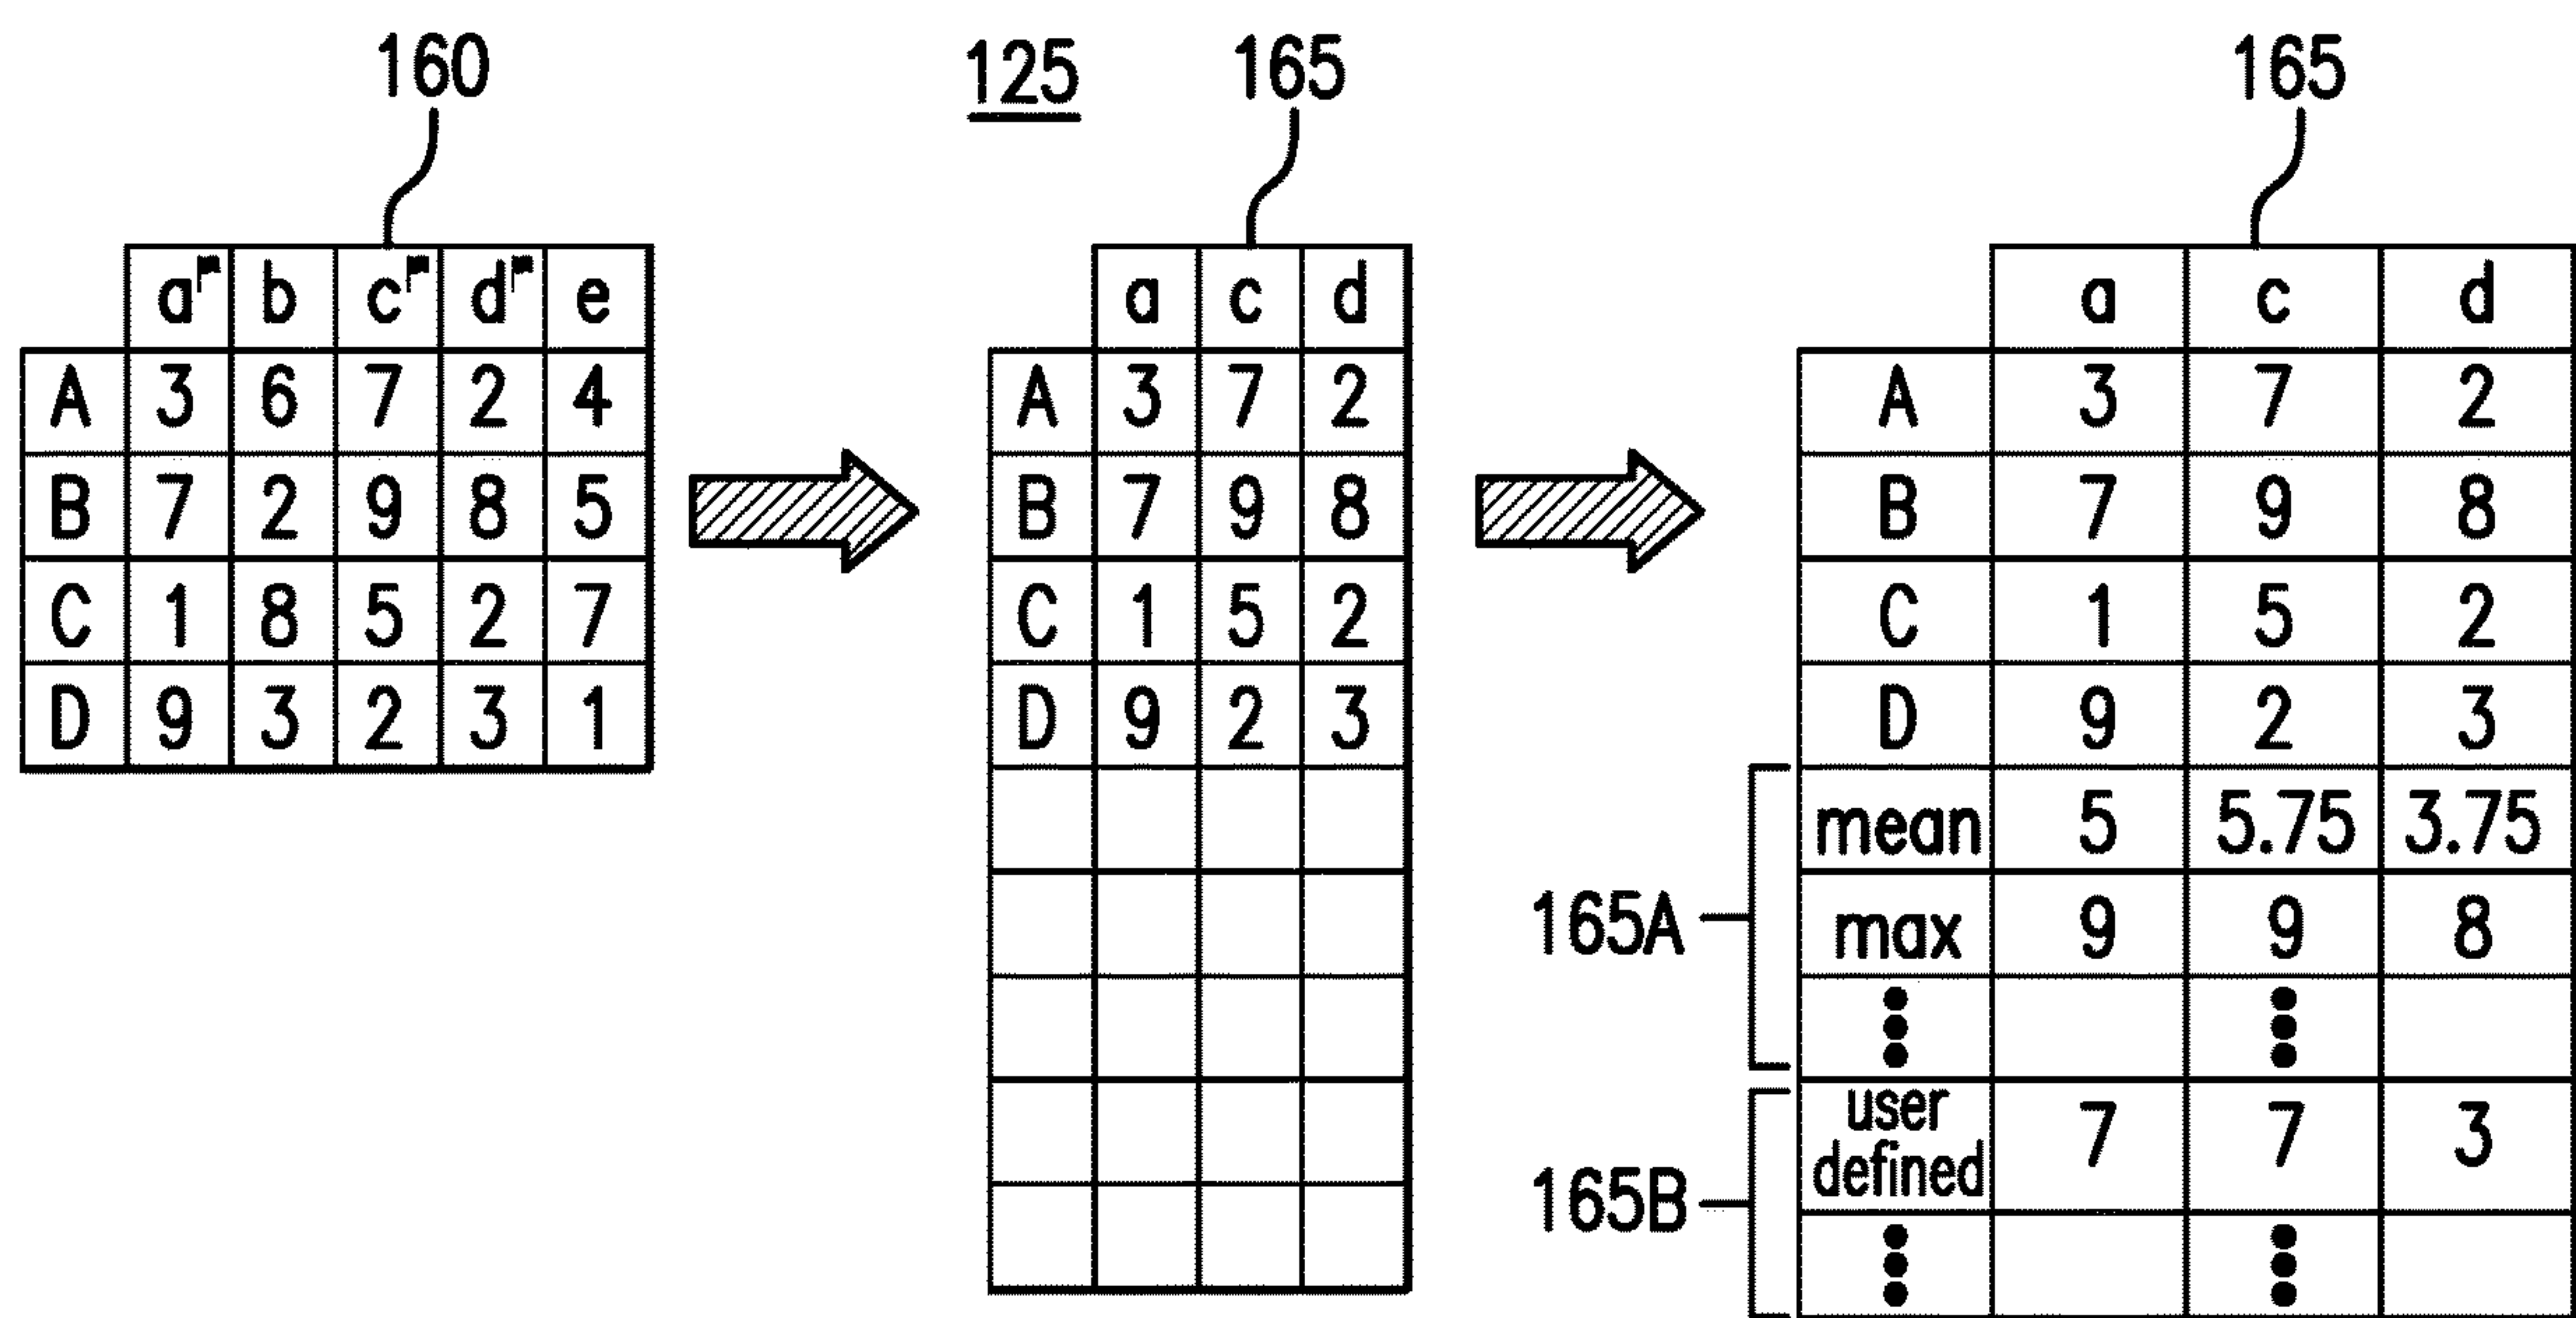 160
125
165
165
a b c d e
A 3 6 7 2 4
B 7 2 9 8 5
C 1 8 5 2 7
D 9 3 2 3 1
a c d
A 3 7 2
B 7 9 8
C 1 5 2
D 9 2 3
a c d
A 3 7 2
B 7 9 8
C 1 5 2
D 9 2 3
mean 5 5.75 3.75
165A
max 9 9 8
user
defined 7 7 3
165B